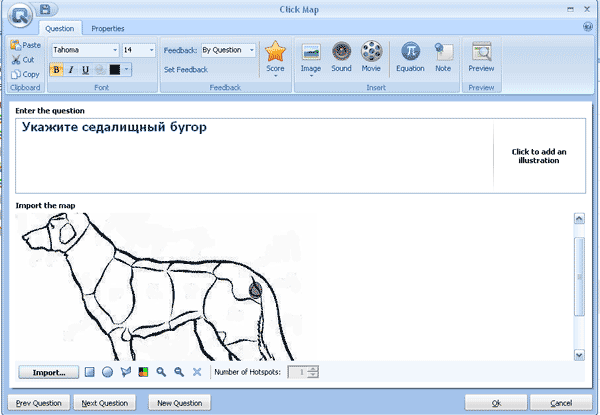 Click Map
Question Properties
Paste
Cut
Copy
Clipboard
Tahoma 14
B I U
Font
Feedback: By Question
Set Feedback
Score
Feedback
Image Sound Movie Equation Note
Insert
Preview
Preview
Enter the question
Укажите седалищный бугор
Click to add an
illustration
Import the map
Import... Number of Hotspots: 1
Prev Question Next Question New Question Ok Cancel